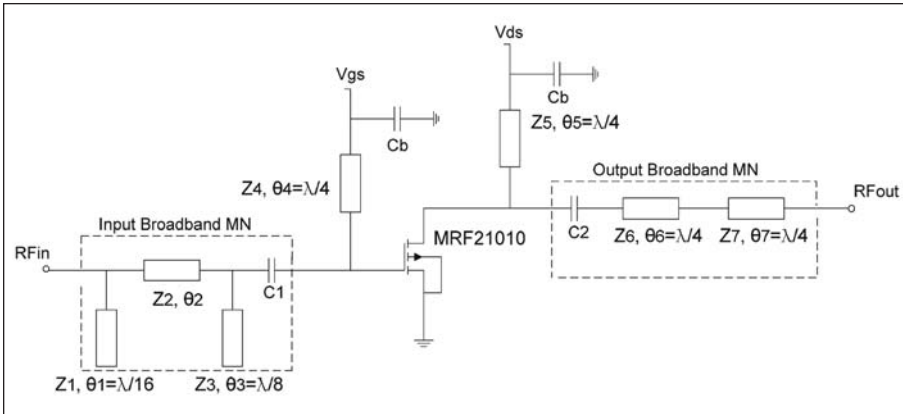 Vds
Vgs
Cb
Cb
Z5, θ5=λ/4
Z4, θ4=λ/4
Output Broadband MN
Input Broadband MN
RFout
RFin
MRF21010
C2
Z6, θ6=λ/4
Z7, θ7=λ/4
C1
Z2, θ2
Z1, θ1=λ/16
Z3, θ3=λ/8